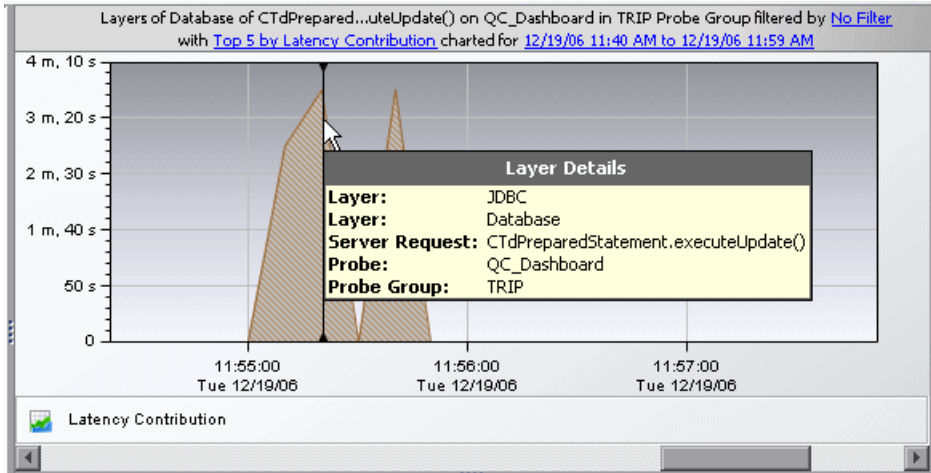 Layers of Database of CTdPrepared...uteUpdate() on QC_Dashboard in TRIP Probe Group filtered by No Filter
with Top 5 by Latency Contribution charted for 12/19/06 11:40 AM to 12/19/06 11:59 AM
4 m, 10 s
3 m, 20 s
2 m, 30 s
1 m, 40 s
50 s
0
Layer Details
Layer: JDBC
Layer: Database
Server Request: CTdPreparedStatement.executeUpdate()
Probe: QC_Dashboard
Probe Group: TRIP
11:55:00 11:56:00 11:57:00
Tue 12/19/06 Tue 12/19/06 Tue 12/19/06
Latency Contribution